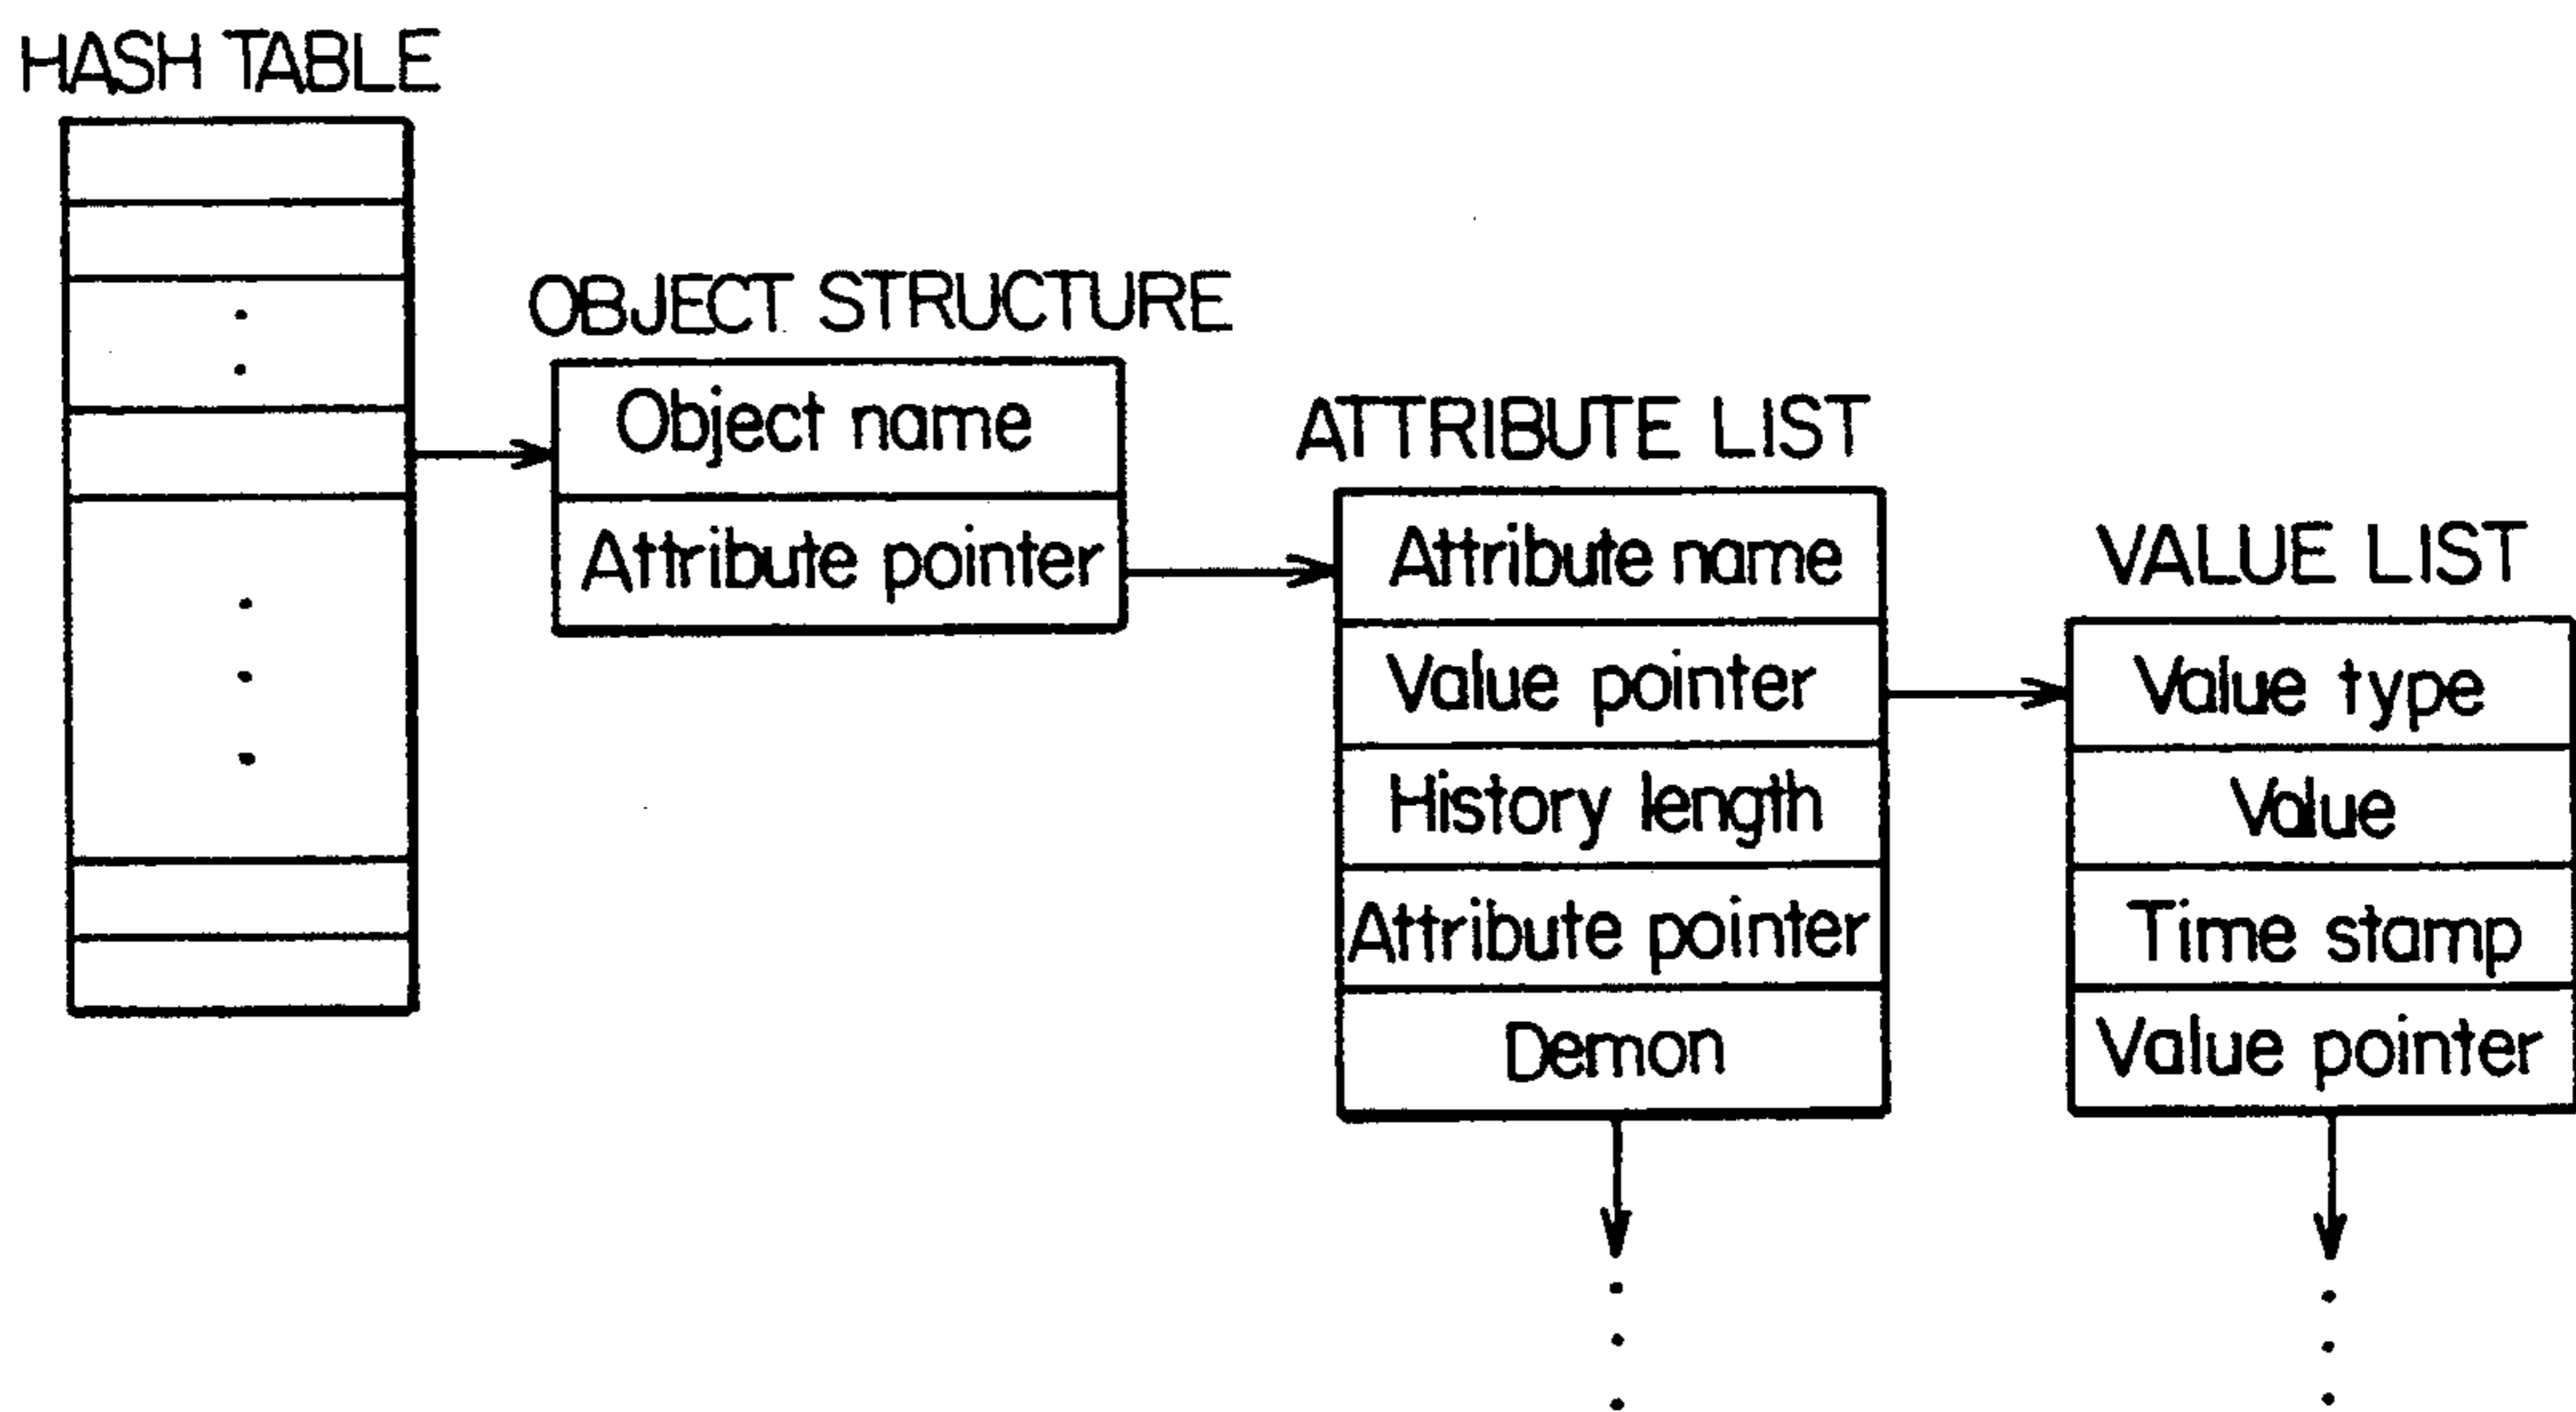 HASH TABLE
OBJECT STRUCTURE
Object name
Attribute pointer
ATTRIBUTE LIST
Attribute name
Value pointer
History length
Attribute pointer
Demon
VALUE LIST
Value type
Value
Time stamp
Value pointer